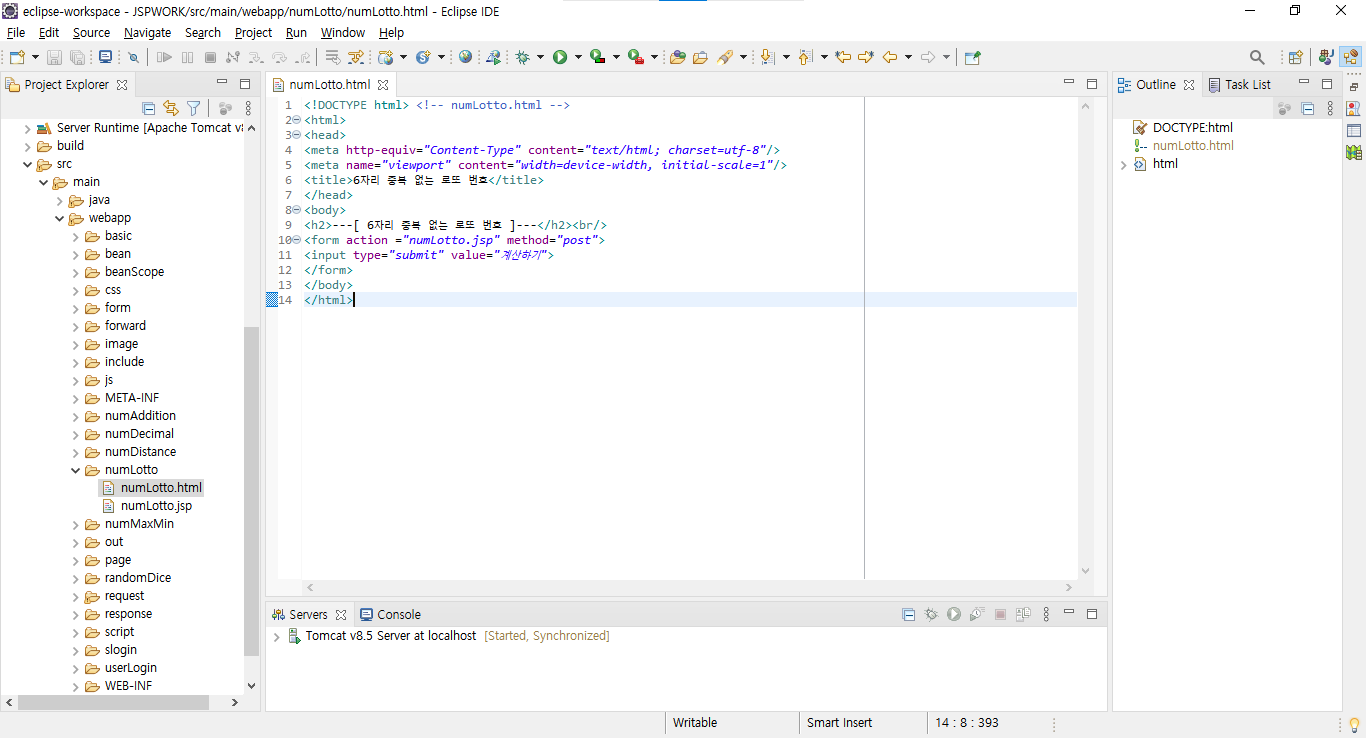 eclipse-workspace - JSPWORK/src/main/webapp/numLotto/numLotto.html - Eclipse IDE
File Edit Source Navigate Search Project Run Window Help
Project Explorer
Server Runtime [Apache Tomcat v8
build
src
main
java
webapp
basic
bean
beanScope
css
form
forward
image
include
js
META-INF
numAddition
numDecimal
numDistance
numLotto
numLotto.html
numLotto.jsp
numMaxMin
out
page
randomDice
request
response
script
slogin
userLogin
WEB-INF
numLotto.html
1 <!DOCTYPE html> <!-- numLotto.html -->
2 <html>
3 <head>
4 <meta http-equiv="Content-Type" content="text/html; charset=utf-8"/>
5 <meta name="viewport" content="width=device-width, initial-scale=1"/>
6 <title>6자리 중복 없는 로또 번호</title>
7 </head>
8 <body>
9 <h2>---[ 6자리 중복 없는 로또 번호 ]---</h2><br/>
10 <form action ="numLotto.jsp" method="post">
11 <input type="submit" value="계산하기">
12 </form>
13 </body>
14 </html>
Servers Console
Tomcat v8.5 Server at localhost [Started, Synchronized]
Outline Task List
DOCTYPE:html
numLotto.html
html
Writable Smart Insert 14 : 8 : 393